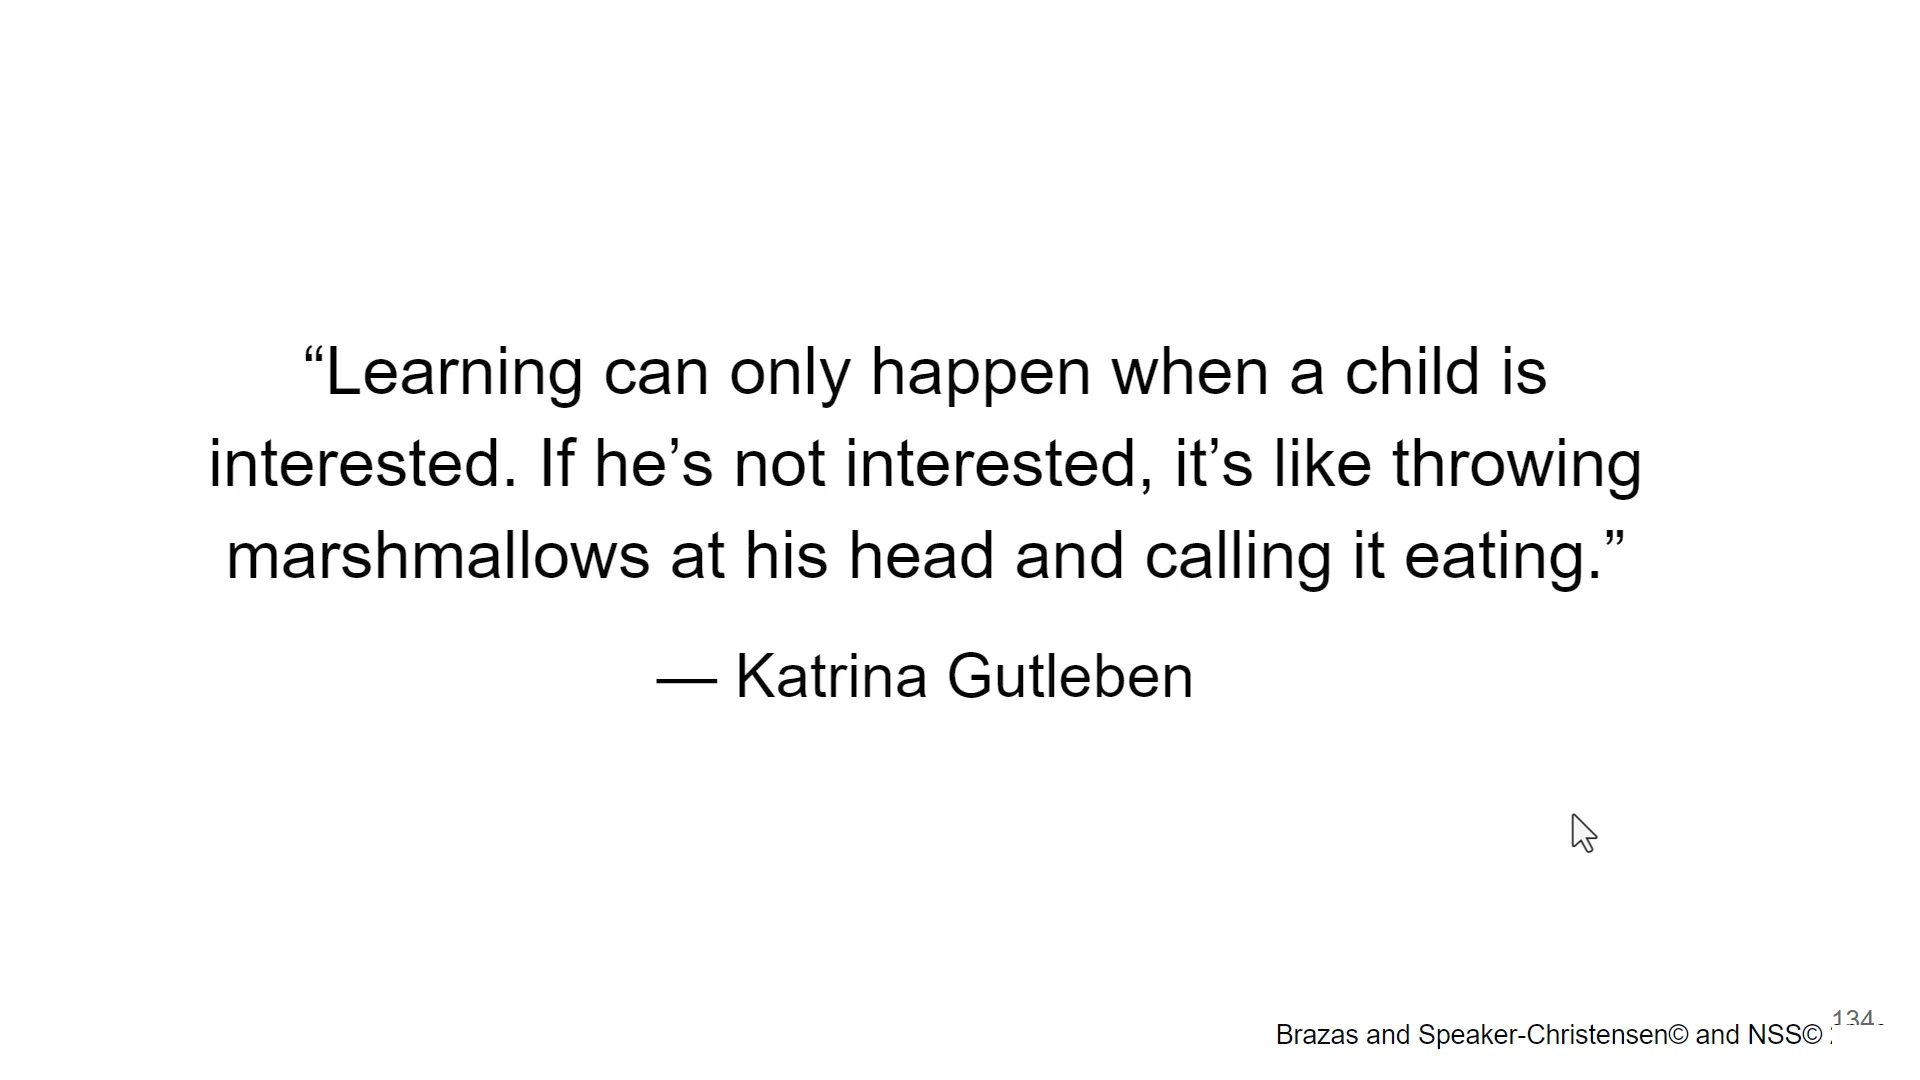 “Learning can only happen when a child is
interested. If he’s not interested, it’s like throwing
marshmallows at his head and calling it eating.”
— Katrina Gutleben
134
Brazas and Speaker-Christensen© and NSS©